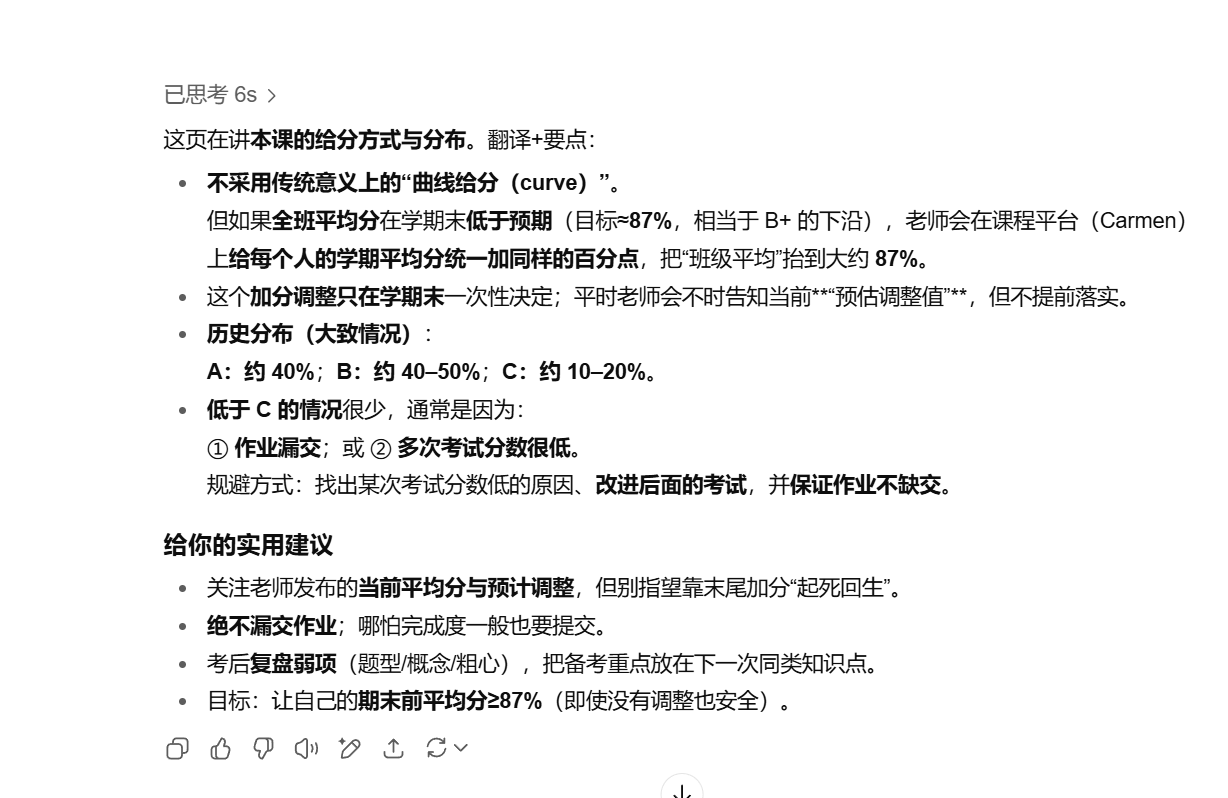 已思考 6s
这页在讲本课的给分方式与分布。翻译+要点：
• 不采用传统意义上的“曲线给分（curve）”。
但如果全班平均分在学期末低于预期（目标≈87%，相当于 B+ 的下沿），老师会在课程平台（Carmen）
上给每个人的学期平均分统一加同样的百分点，把“班级平均”抬到大约 87%。
• 这个加分调整只在学期末一次性决定；平时老师会不时告知当前**“预估调整值”**，但不提前落实。
• 历史分布（大致情况）：
A：约 40%；B：约 40–50%；C：约 10–20%。
• 低于 C 的情况很少，通常是因为：
① 作业漏交；或 ② 多次考试分数很低。
规避方式：找出某次考试分数低的原因、改进后面的考试，并保证作业不缺交。
给你的实用建议
• 关注老师发布的当前平均分与预计调整，但别指望靠末尾加分“起死回生”。
• 绝不漏交作业；哪怕完成度一般也要提交。
• 考后复盘弱项（题型/概念/粗心），把备考重点放在下一次同类知识点。
• 目标：让自己的期末前平均分≥87%（即使没有调整也安全）。